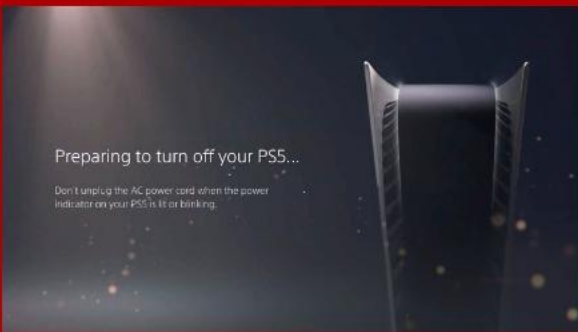 Preparing to turn off your PS5...
Don't unplug the AC power cord when the power
indicator on your PS5 is lit or blinking.